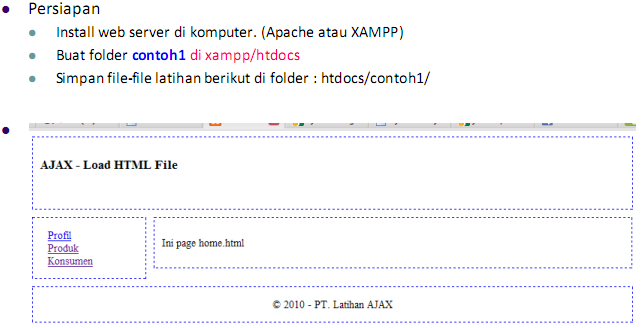 Persiapan
Install web server di komputer. (Apache atau XAMPP)
Buat folder contoh1 di xampp/htdocs
Simpan file-file latihan berikut di folder : htdocs/contoh1/
AJAX - Load HTML File
Profil
Produk
Konsumen
Ini page home.html
© 2010 - PT. Latihan AJAX